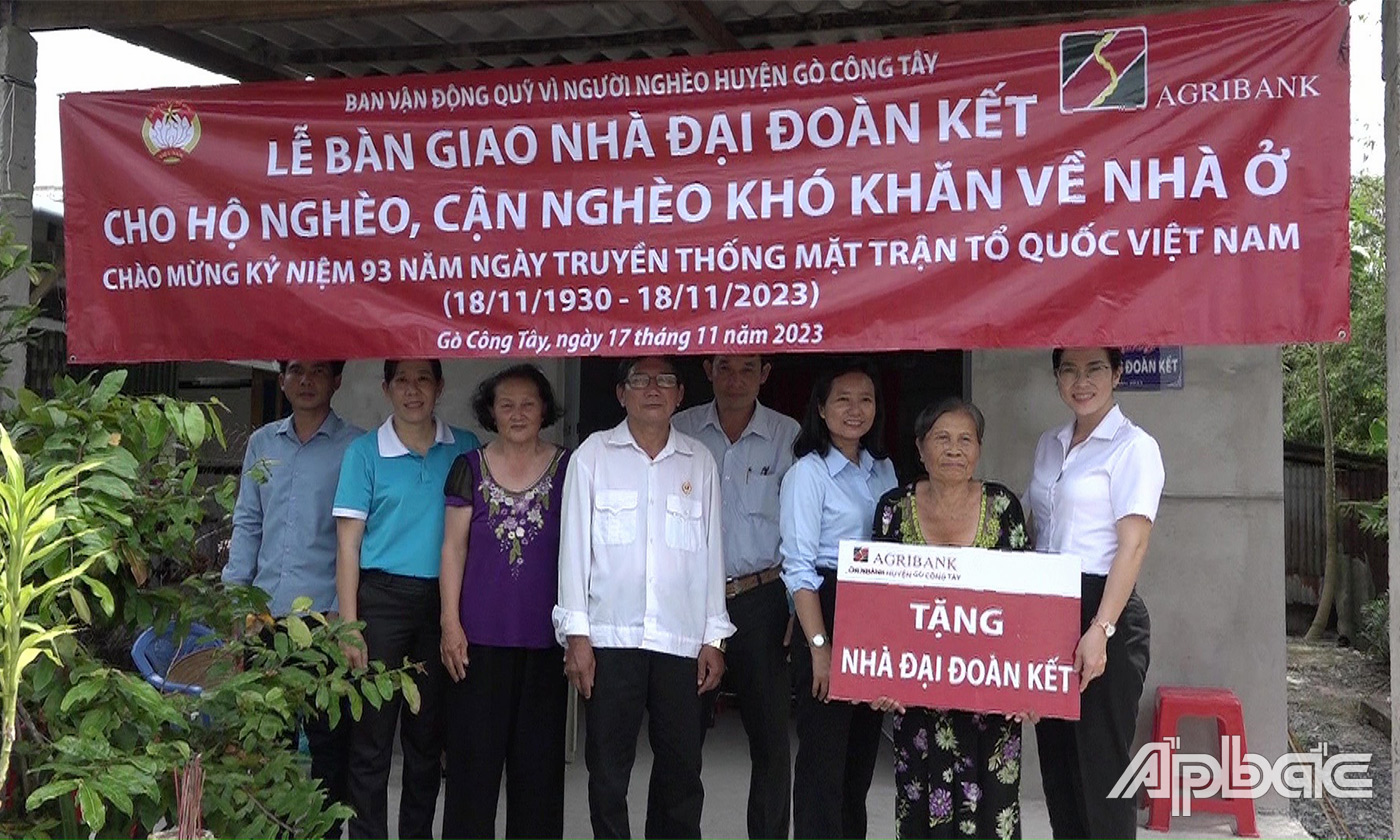 BAN VẬN ĐỘNG QUỸ VÌ NGƯỜI NGHÈO HUYỆN GÒ CÔNG TÂY
AGRIBANK
LỄ BÀN GIAO NHÀ ĐẠI ĐOÀN KẾT
CHO HỘ NGHÈO, CẬN NGHÈO KHÓ KHĂN VỀ NHÀ Ở
CHÀO MỪNG KỶ NIỆM 93 NĂM NGÀY TRUYỀN THỐNG MẶT TRẬN TỔ QUỐC VIỆT NAM
(18/11/1930 - 18/11/2023)
Gò Công Tây, ngày 17 tháng 11 năm 2023
ĐOÀN KẾT
AGRIBANK
CHI NHÁNH HUYỆN GÒ CÔNG TÂY
TẶNG
NHÀ ĐẠI ĐOÀN KẾT
Apbắc